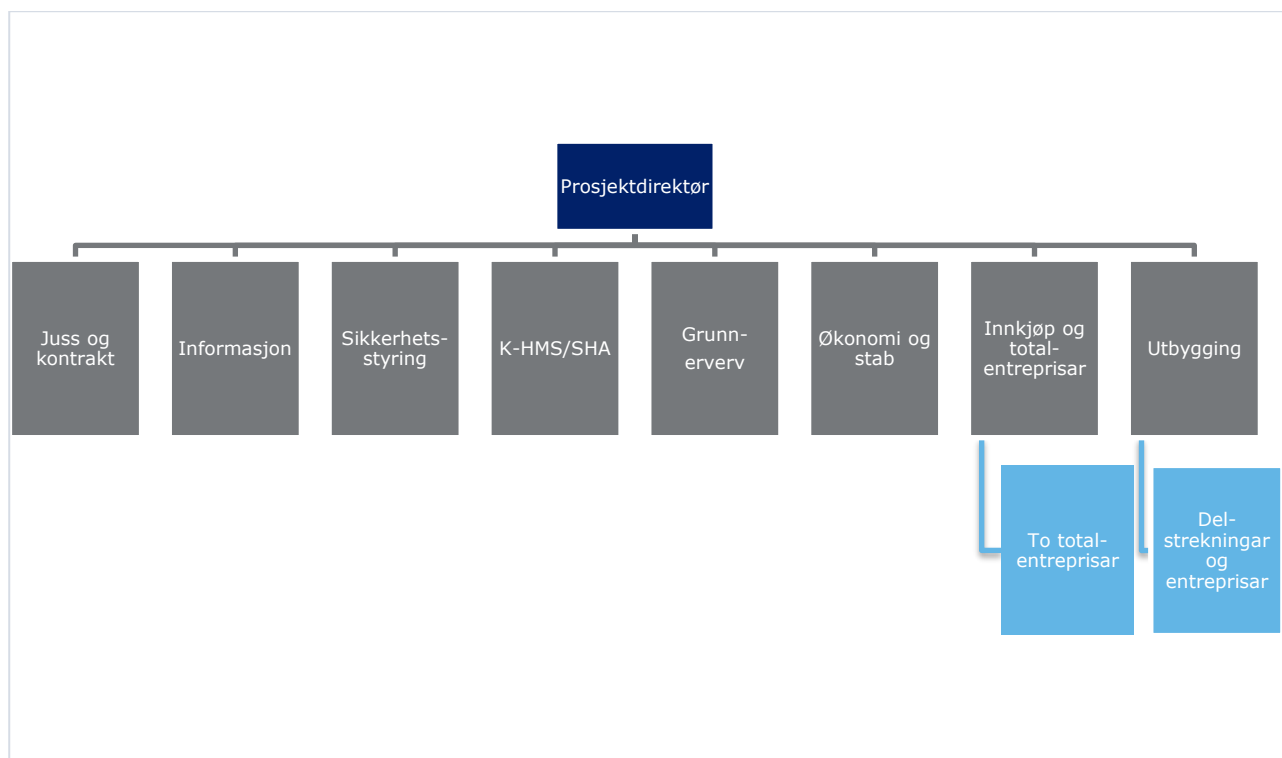 Prosjektdirektør
Juss og
kontrakt
Informasjon
Sikkerhets-
styring
K-HMS/SHA
Grunn-
erverv
Økonomi og
stab
Innkjøp og
total-
entreprisar
Utbygging
To total-
entreprisar
Del-
strekningar
og
entreprisar